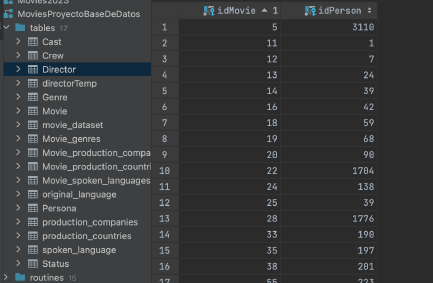 Movies2023
MoviesProyectoBaseDeDatos
tables 17
Cast
Crew
Director
directorTemp
Genre
Movie
movie_dataset
Movie_genres
Movie_production_compa
Movie_production_countri
Movie_spoken_languages
original_language
Persona
production_companies
production_countries
spoken_language
Status
routines 15
idMovie 1 idPerson
1 5 3110
2 11 1
3 12 7
4 13 24
5 14 39
6 16 42
7 18 59
8 19 68
9 20 90
10 22 1704
11 24 138
12 25 39
13 28 1776
14 33 190
15 35 197
16 38 201
17 55 223